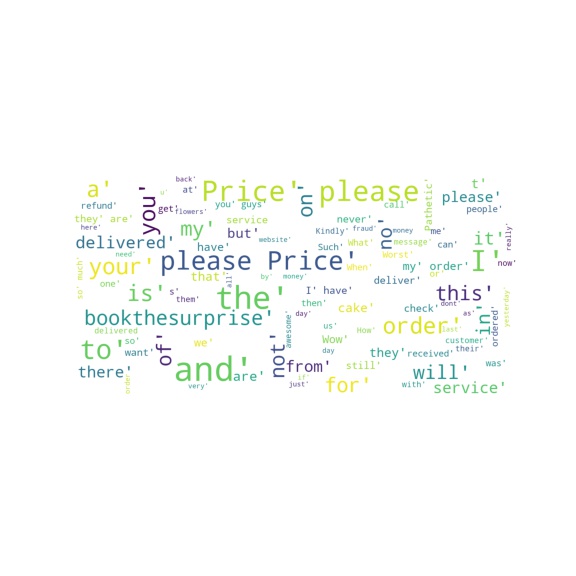 back'
a'
u'
at'
Price' please
t'
refund'
you'
get'
flowers'
you' guys'
on'
call'
pathetic'
please'
people'
they' are'
here'
my'
service
but'
never'
Kindly'
fraud'
money
no'
me'
it'
really'
delivered'
have'
website'
Such'
What'
message'
can'
need'
your'
that'
please Price'
worst'
When'
my' order'
I'
now'
so' much'
one'
is'
s'
them'
all'
by'
money'
the'
I' have'
deliver'
or'
this'
day'
then'
cake'
check'
dont'
as'
in'
ordered'
yesterday'
bookthesurprise'
awesome'
us'
order'
last'
delivered
so'
want'
to'
of'
we'
not'
Wow'
How'
day
they'
received'
customer'
their'
there'
and'
are'
from'
still'
will'
was'
order'
very'
just'
if'
for'
with'
service'